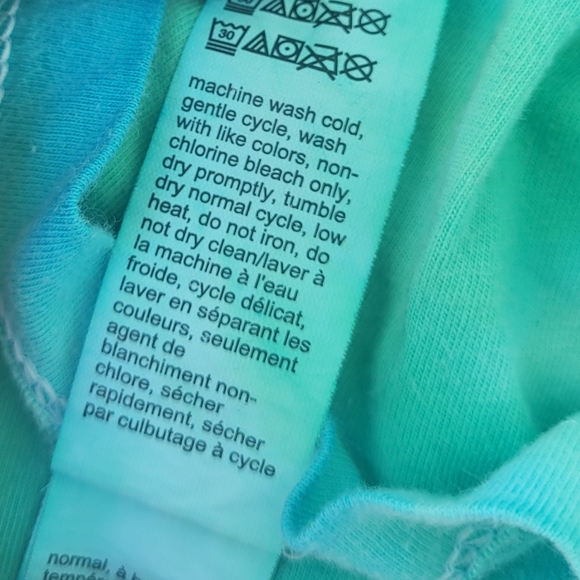 30
machine wash cold,
gentle cycle, wash
with like colors, non-
chlorine bleach only,
dry promptly, tumble
dry normal cycle, low
heat, do not iron, do
not dry clean/laver à
la machine à l'eau
froide, cycle délicat,
laver en séparant les
couleurs, seulement
agent de
blanchiment non-
chlore, sécher
rapidement, sécher
par culbutage à cycle
normal, à